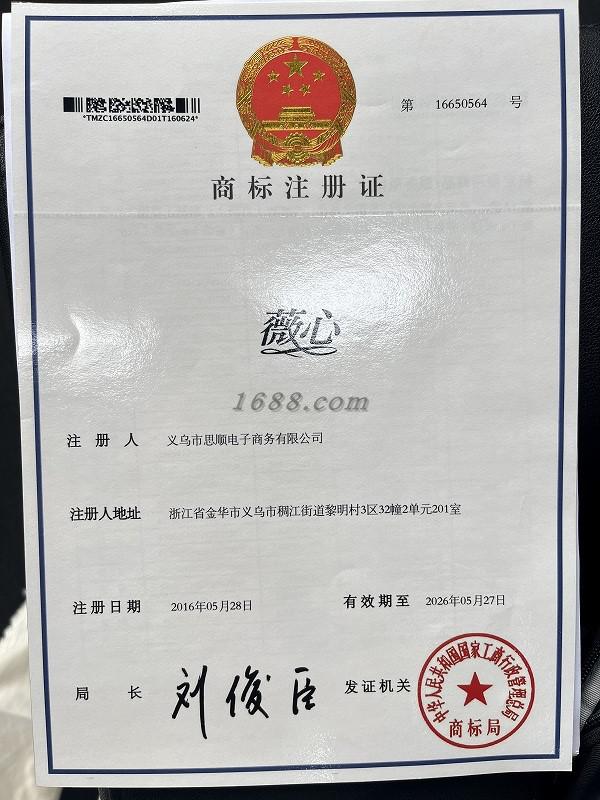 第 16650564 号
*TMZC16650564D01T160624*
商标注册证
薇心
1688.com
注册人 义乌市思顺电子商务有限公司
注册人地址 浙江省金华市义乌市稠江街道黎明村3区32幢2单元201室
注册日期 2016年05月28日 有效期至 2026年05月27日
局长 刘俊臣 发证机关
中华人民共和国国家工商行政管理总局
商标局